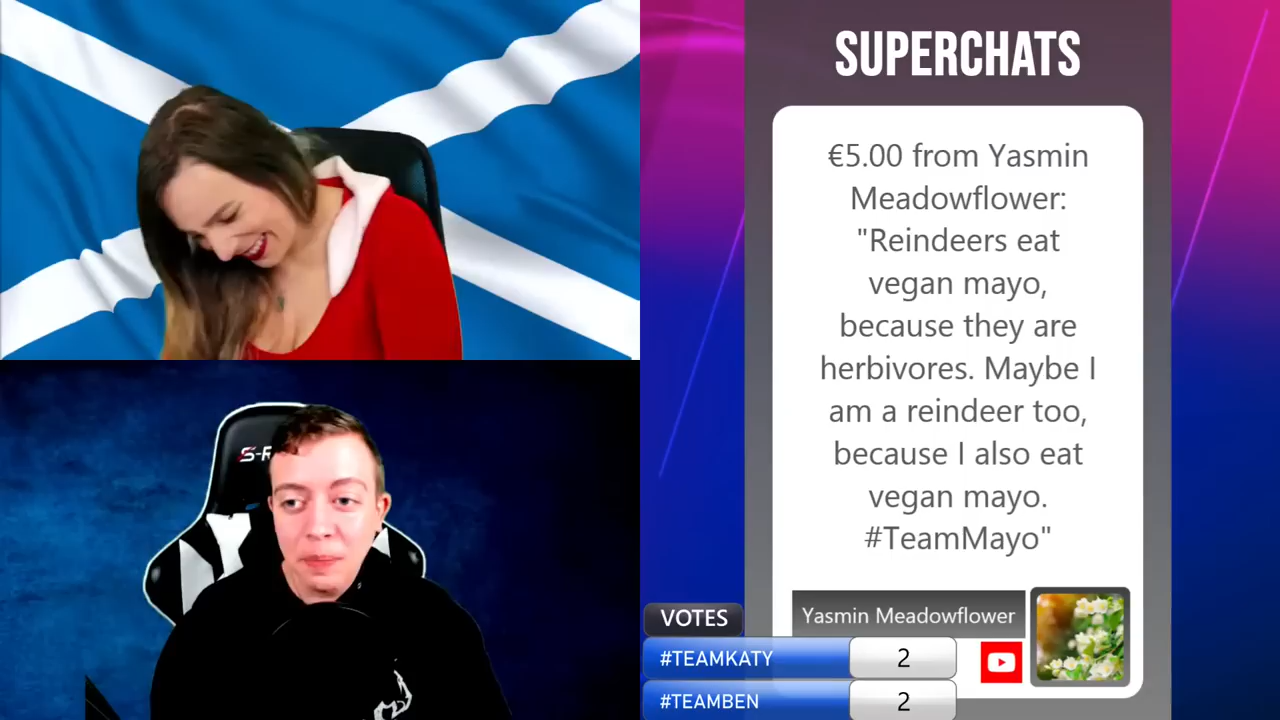 SUPERCHATS
€5.00 from Yasmin
Meadowflower:
"Reindeers eat
vegan mayo,
because they are
herbivores. Maybe I
am a reindeer too,
because I also eat
vegan mayo.
#TeamMayo"
Yasmin Meadowflower
VOTES
#TEAMKATY 2
#TEAMBEN 2
S-R